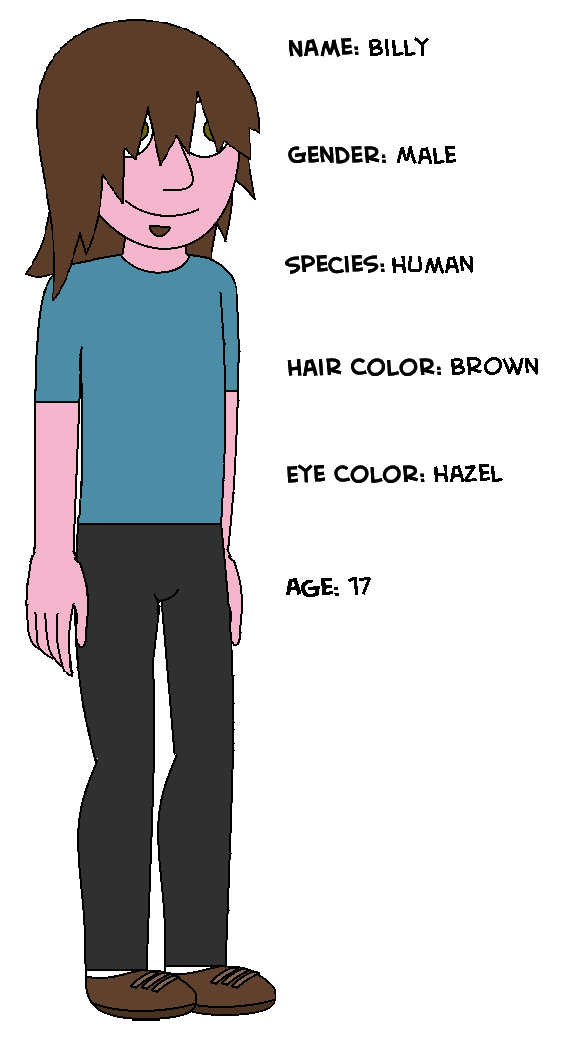 NAME: BILLY
GENDER: MALE
SPECIES: HUMAN
HAIR COLOR: BROWN
EYE COLOR: HAZEL
AGE: 17